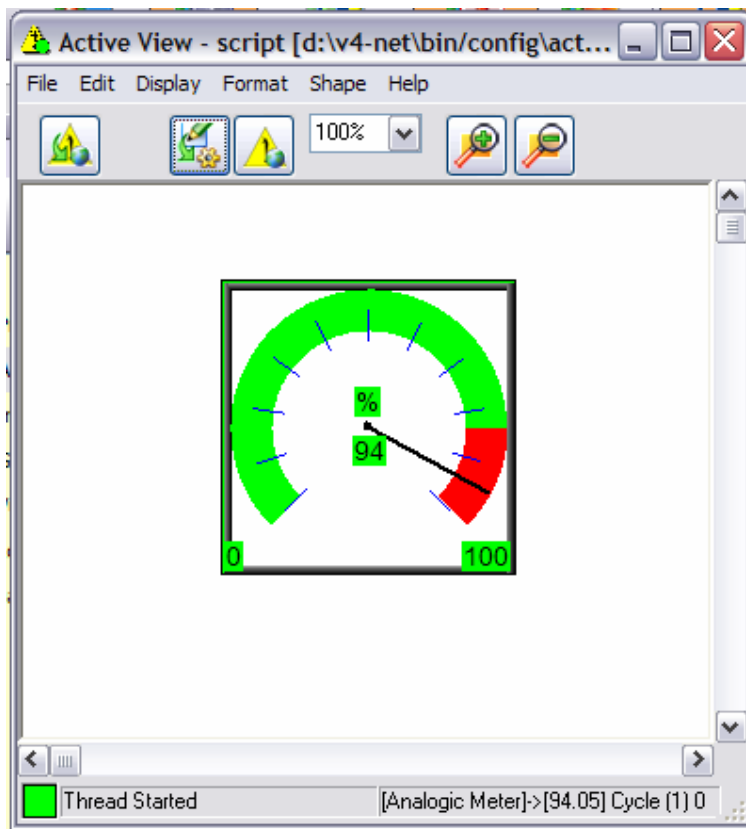 Active View - script [d:\v4-net\bin/config\act...
File Edit Display Format Shape Help
100%
%
94
0 100
Thread Started [Analogic Meter]->[94.05] Cycle (1) 0